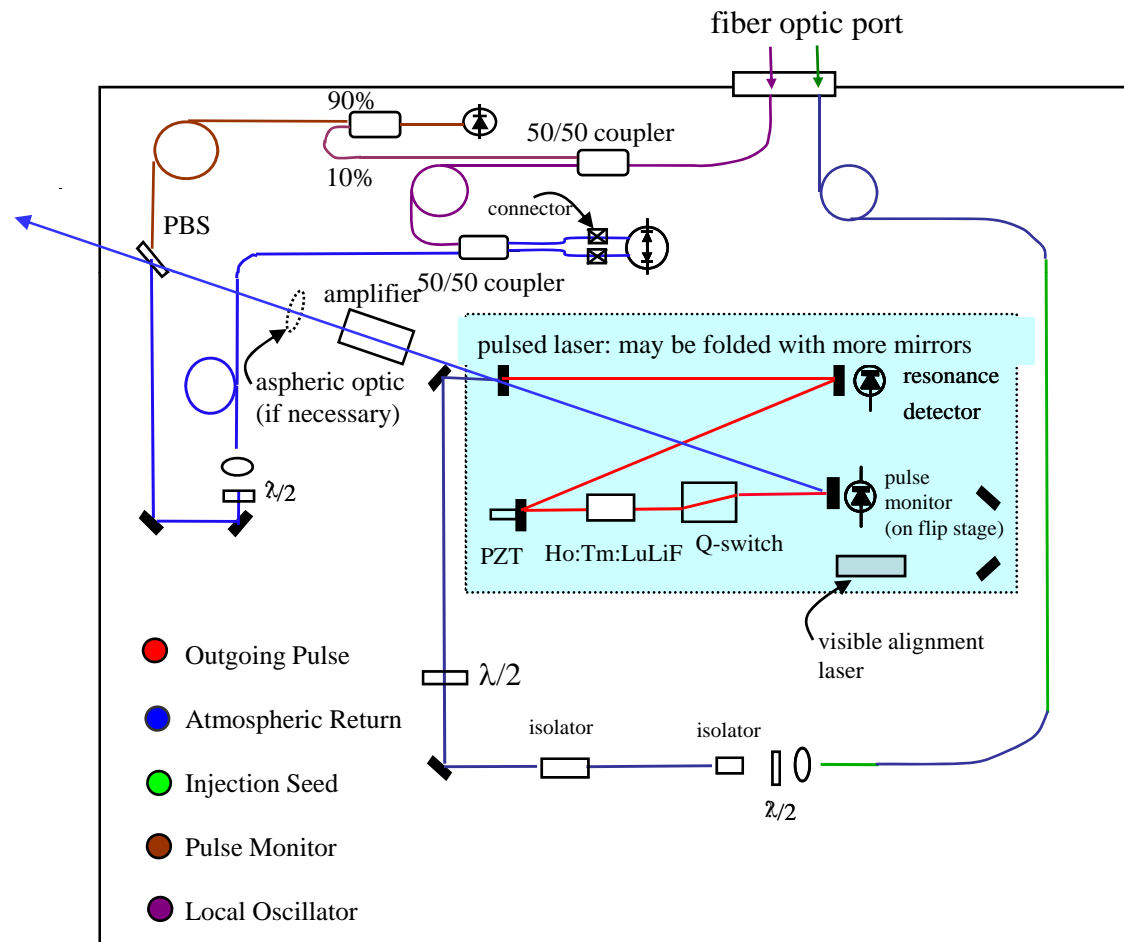 fiber optic port
90%
50/50 coupler
10%
connector
PBS
50/50 coupler
amplifier
pulsed laser: may be folded with more mirrors
aspheric optic
(if necessary)
resonance
detector
λ/2
pulse
monitor
(on flip stage)
PZT
Ho:Tm:LuLiF
Q-switch
visible alignment
laser
Outgoing Pulse
λ/2
Atmospheric Return
isolator
isolator
Injection Seed
λ/2
Pulse Monitor
Local Oscillator